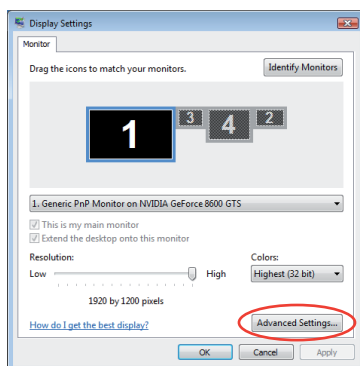 Display Settings
Monitor
Drag the icons to match your monitors.
Identify Monitors
1
3
4
2
1. Generic PnP Monitor on NVIDIA GeForce 8600 GTS
This is my main monitor
Extend the desktop onto this monitor
Resolution:
Colors:
Low
High
Highest (32 bit)
1920 by 1200 pixels
How do I get the best display?
Advanced Settings...
OK
Cancel
Apply